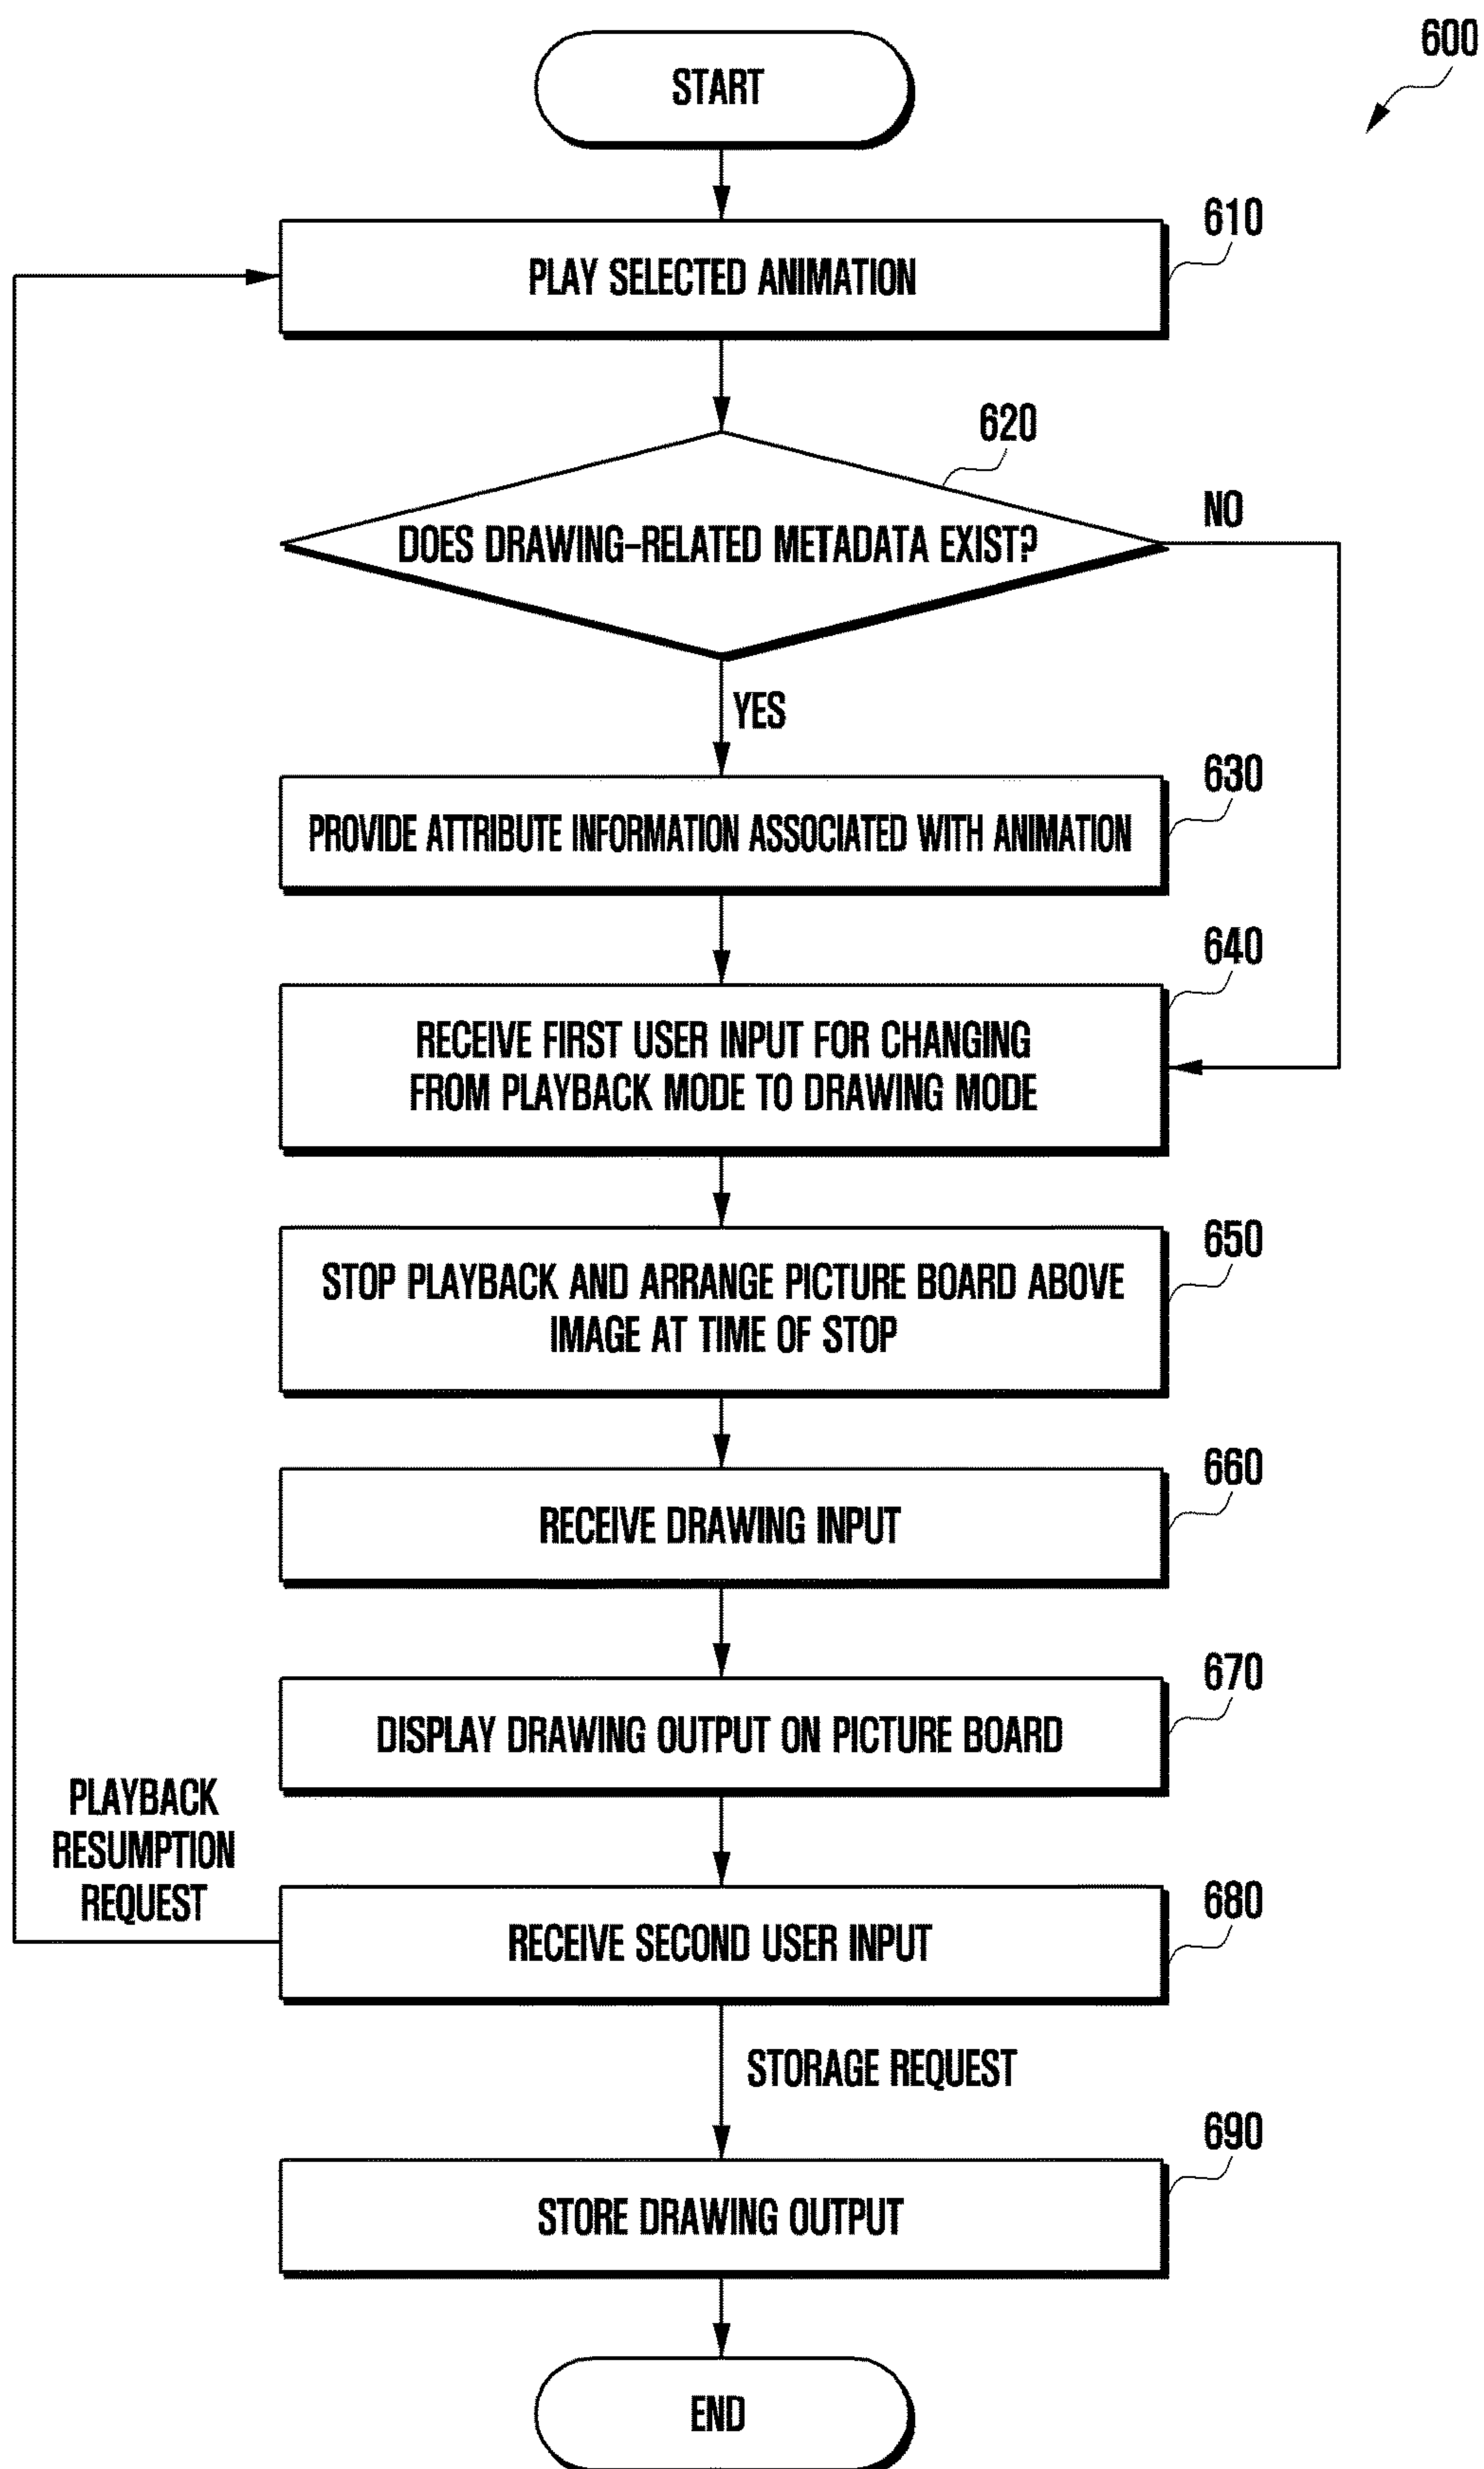 600
START
610
PLAY SELECTED ANIMATION
620
DOES DRAWING-RELATED METADATA EXIST?
NO
YES
630
PROVIDE ATTRIBUTE INFORMATION ASSOCIATED WITH ANIMATION
640
RECEIVE FIRST USER INPUT FOR CHANGING
FROM PLAYBACK MODE TO DRAWING MODE
650
STOP PLAYBACK AND ARRANGE PICTURE BOARD ABOVE
IMAGE AT TIME OF STOP
660
RECEIVE DRAWING INPUT
670
DISPLAY DRAWING OUTPUT ON PICTURE BOARD
PLAYBACK
RESUMPTION
REQUEST
680
RECEIVE SECOND USER INPUT
STORAGE REQUEST
690
STORE DRAWING OUTPUT
END